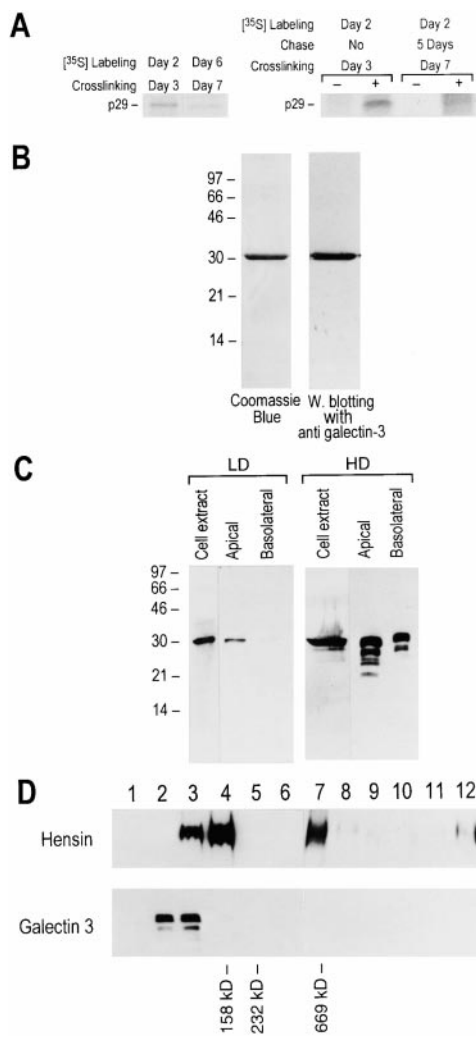 A
[35S] Labeling Day 2 Day 6
Crosslinking Day 3 Day 7
p29 –
[35S] Labeling Day 2 Day 2
Chase No 5 Days
Crosslinking Day 3 Day 7
– + – +
p29 –
B
97 –
66 –
46 –
30 –
21 –
14 –
Coomassie Blue
W. blotting with anti galectin-3
C
LD HD
Cell extract Apical Basolateral Cell extract Apical Basolateral
97 –
66 –
46 –
30 –
21 –
14 –
D
1 2 3 4 5 6 7 8 9 10 11 12
Hensin
Galectin 3
158 kD – 232 kD – 669 kD –